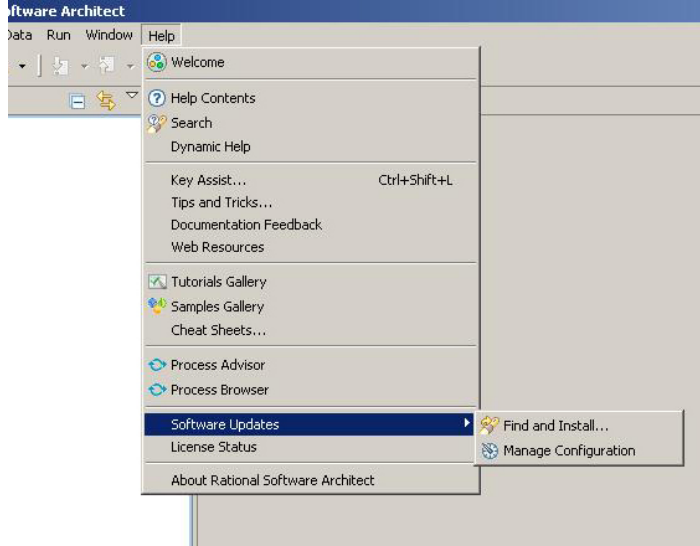 oftware Architect
Data Run Window Help
Welcome
Help Contents
Search
Dynamic Help
Key Assist... Ctrl+Shift+L
Tips and Tricks...
Documentation Feedback
Web Resources
Tutorials Gallery
Samples Gallery
Cheat Sheets...
Process Advisor
Process Browser
Software Updates Find and Install...
License Status Manage Configuration
About Rational Software Architect